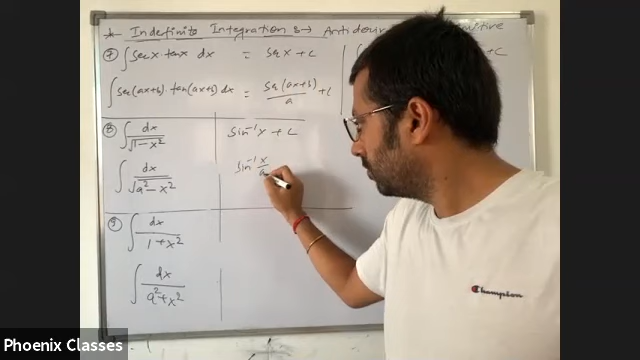 * Indefinite Integration :→ Antideri
⑦ ∫ Sec x · tan x dx = Sec x + c
∫ Sec(ax+b) · tan(ax+b) dx = Sec(ax+b)/a + c
⑧ ∫ dx/√(1-x²) Sin⁻¹x + c
∫ dx/√(a²-x²) Sin⁻¹ x/a
⑨ ∫ dx/(1+x²)
∫ dx/(a²+x²)
Champion
Phoenix Classes